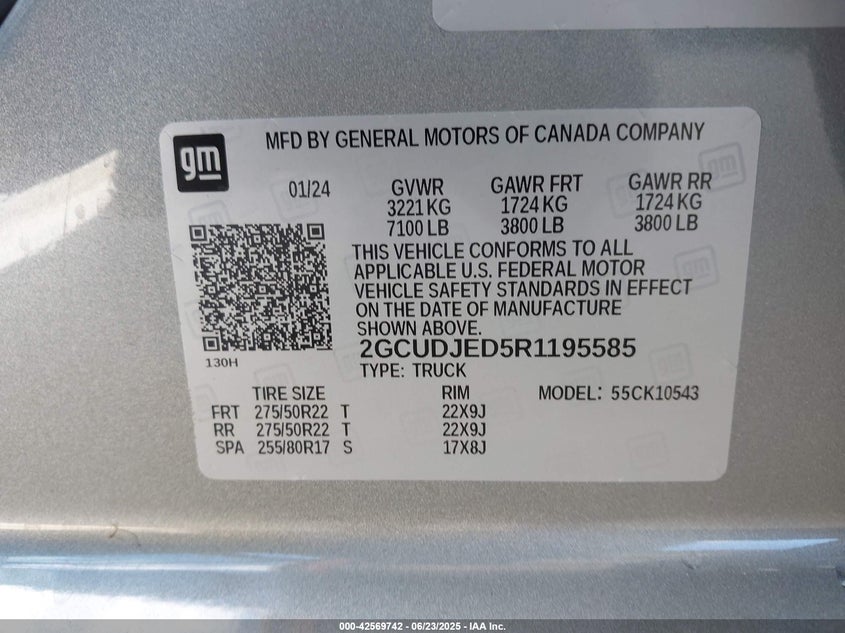 gm
MFD BY GENERAL MOTORS OF CANADA COMPANY
01/24 GVWR GAWR FRT GAWR RR
3221 KG 1724 KG 1724 KG
7100 LB 3800 LB 3800 LB
THIS VEHICLE CONFORMS TO ALL
APPLICABLE U.S. FEDERAL MOTOR
VEHICLE SAFETY STANDARDS IN EFFECT
ON THE DATE OF MANUFACTURE
SHOWN ABOVE.
2GCUDJED5R1195585
130H
TYPE: TRUCK
TIRE SIZE RIM MODEL: 55CK10543
FRT 275/50R22 T 22X9J
RR 275/50R22 T 22X9J
SPA 255/80R17 S 17X8J
000-42569742 - 06/23/2025 - IAA Inc.